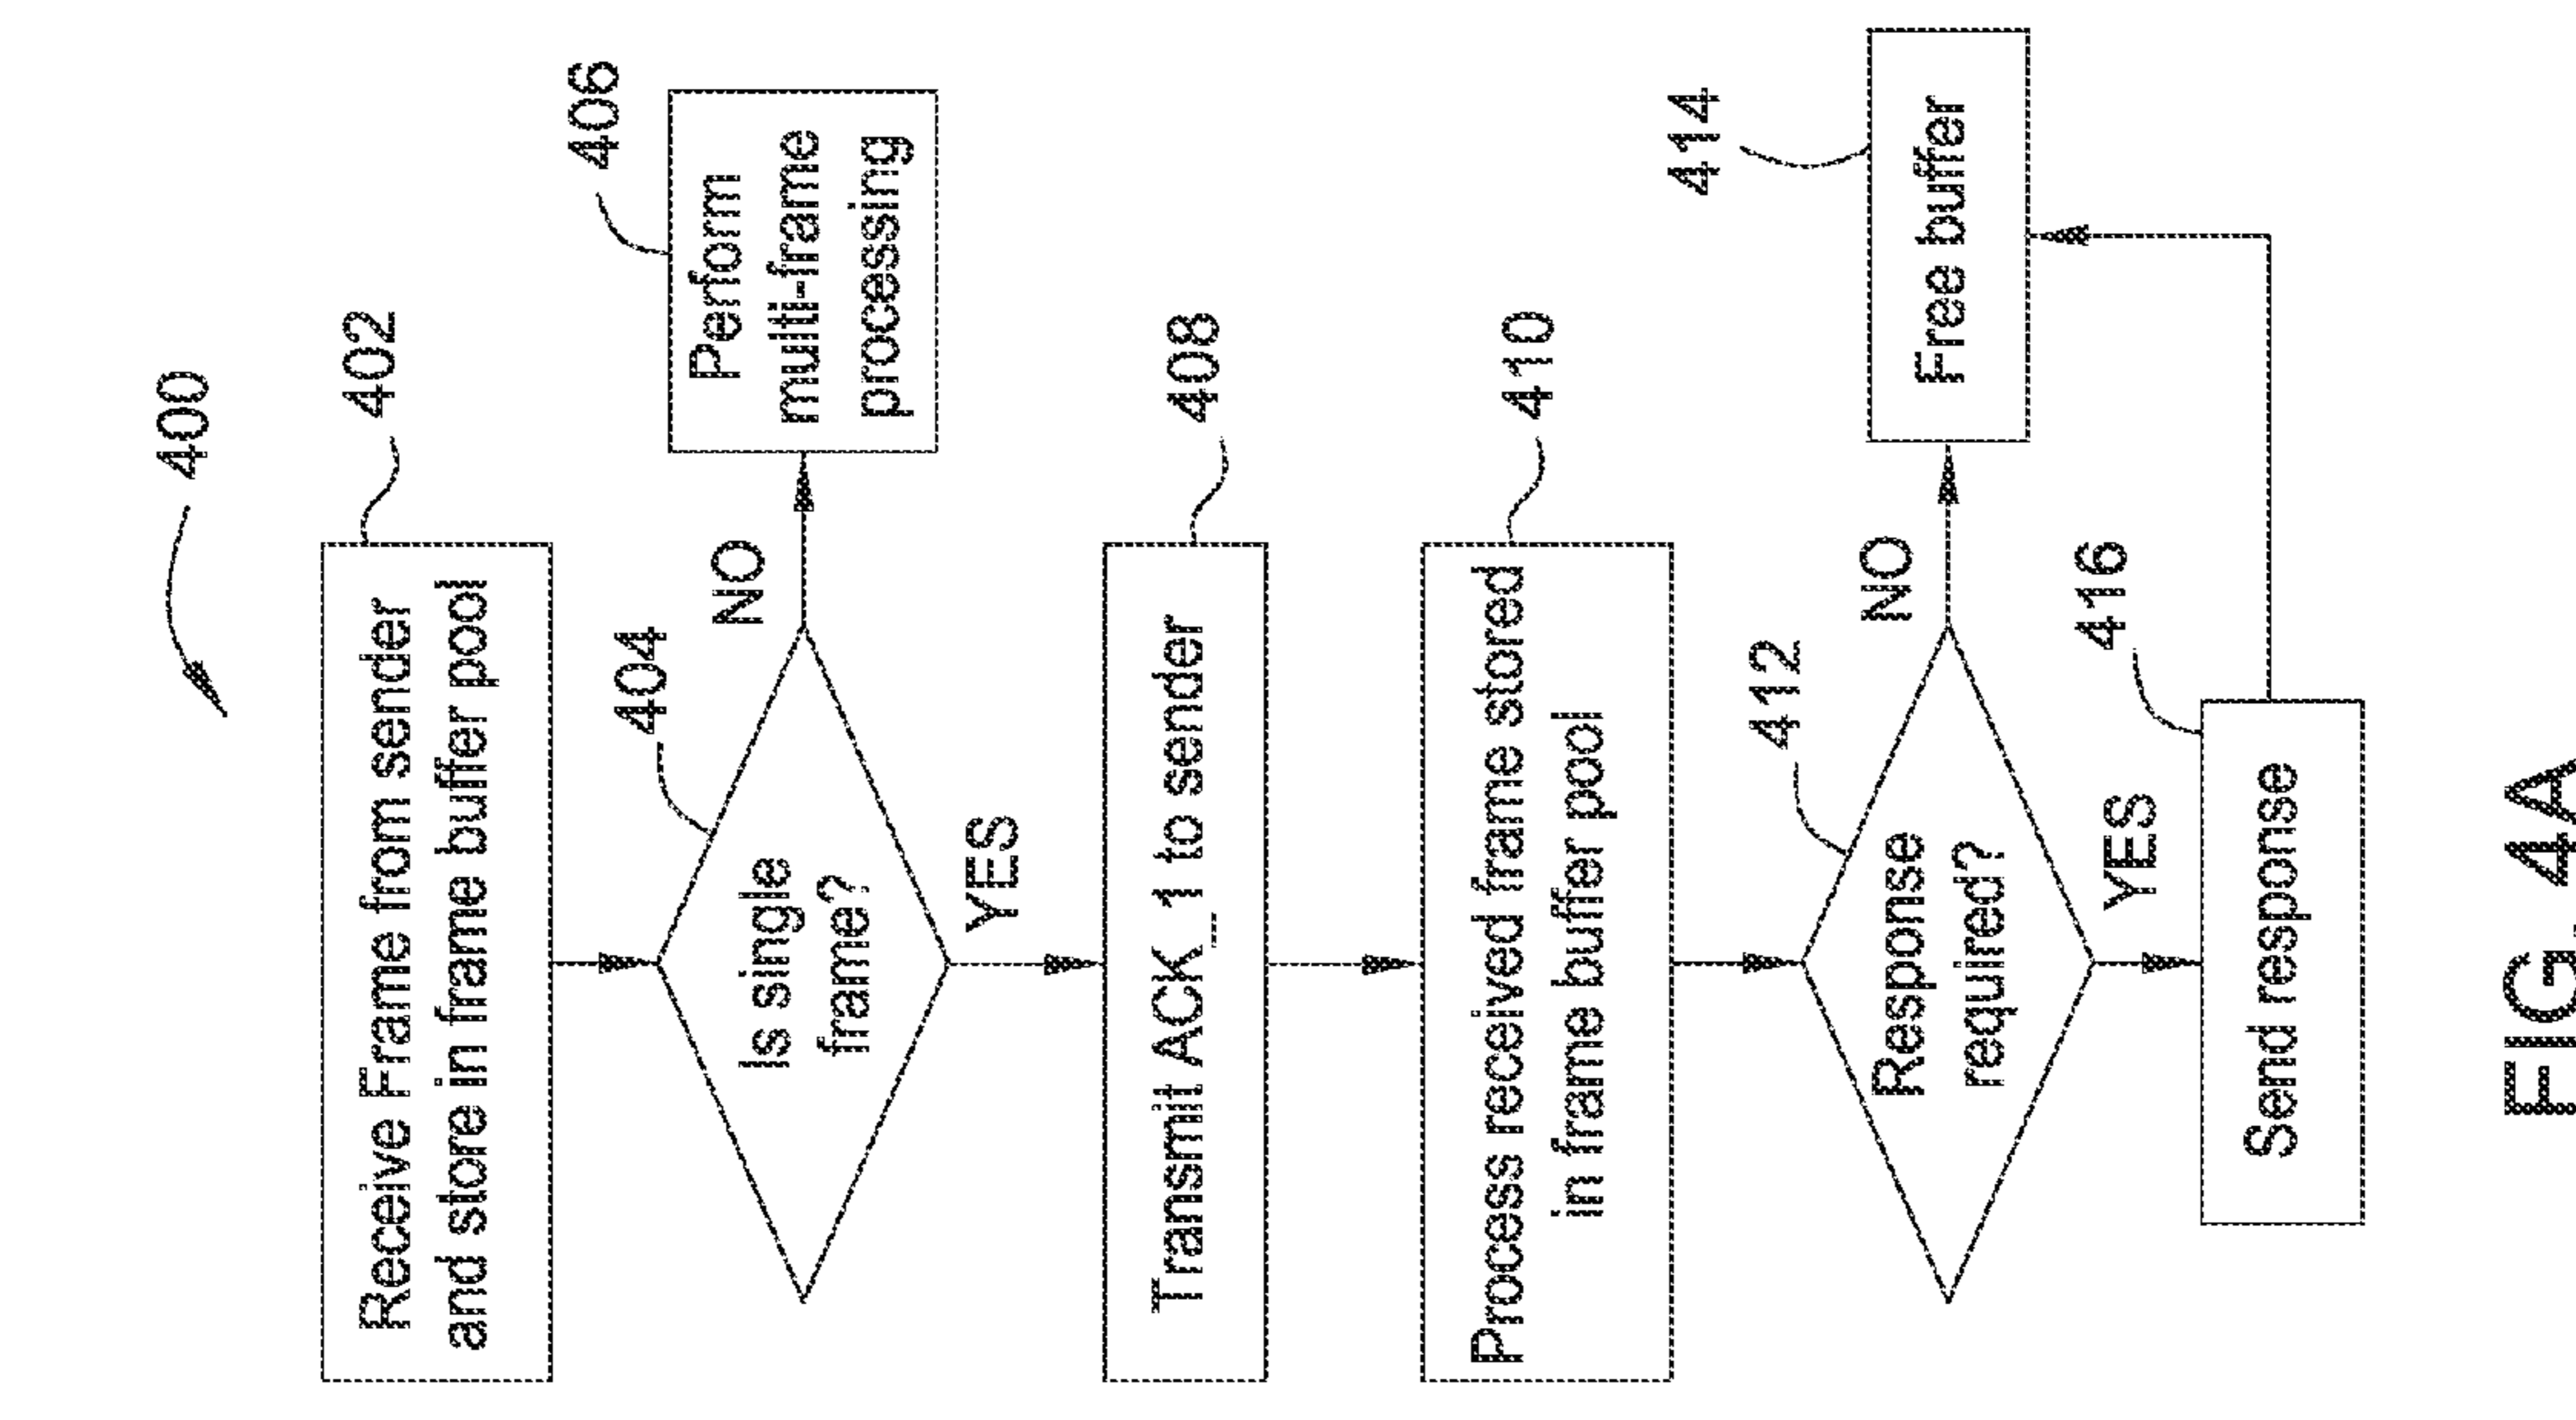 400
402
Receive Frame from sender
and store in frame buffer pool
404
Is single
frame?
NO
406
Perform
multi-frame
processing
YES
408
Transmit ACK_1 to sender
410
Process received frame stored
in frame buffer pool
412
Response
required?
NO
414
Free buffer
YES
416
Send response
FIG. 4A